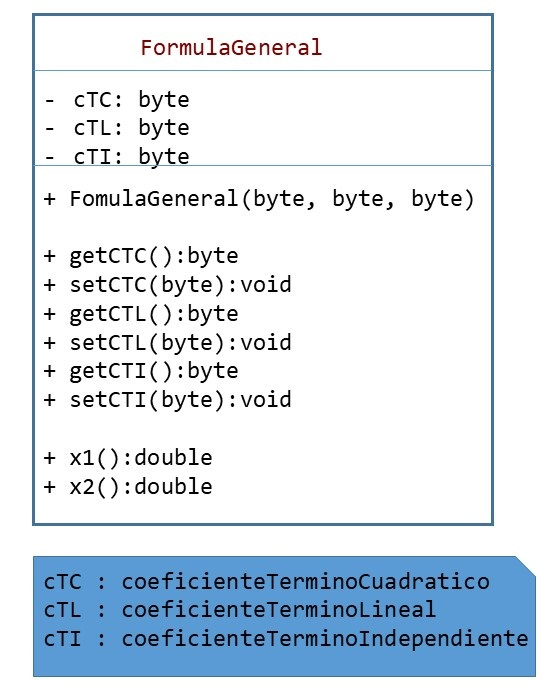 FormulaGeneral
- cTC: byte
- cTL: byte
- cTI: byte
+ FomulaGeneral(byte, byte, byte)
+ getCTC():byte
+ setCTC(byte):void
+ getCTL():byte
+ setCTL(byte):void
+ getCTI():byte
+ setCTI(byte):void
+ x1():double
+ x2():double
cTC : coeficienteTerminoCuadratico
cTL : coeficienteTerminoLineal
cTI : coeficienteTerminoIndependiente